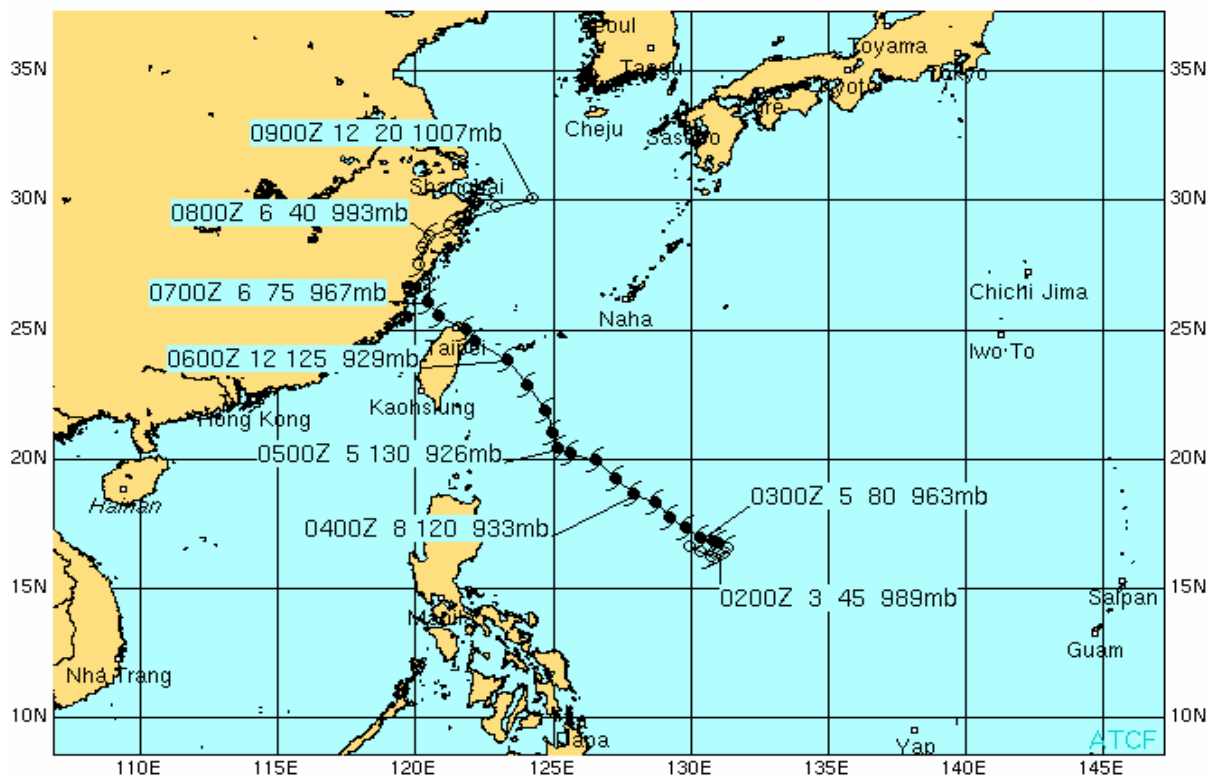 Seoul
Toyama
35N
Taegu
Kyoto
Tokyo
35N
Kure
Cheju
Sasebo
0900Z 12 20 1007mb
Shanghai
30N
30N
0800Z 6 40 993mb
0700Z 6 75 967mb
Chichi Jima
Naha
25N
25N
Taipei
Iwo To
0600Z 12 125 929mb
Kaohsiung
Hong Kong
0500Z 5 130 926mb
20N
20N
Hainan
0300Z 5 80 963mb
0400Z 8 120 933mb
15N
15N
0200Z 3 45 989mb
Saipan
Manila
Guam
Nha Trang
10N
10N
Yap
ATCF
110E
115E
120E
125E
130E
135E
140E
145E